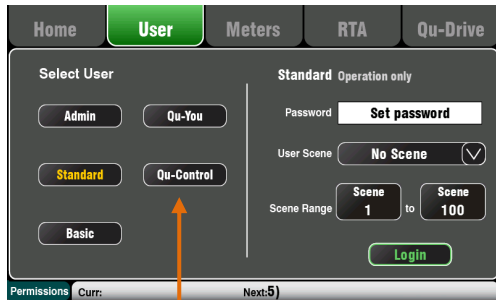 Home User Meters RTA Qu-Drive
Select User
Admin Qu-You
Standard Qu-Control
Basic
Standard Operation only
Password Set password
User Scene No Scene
Scene Range Scene 1 to Scene 100
Login
Permissions Curr: Next:5)